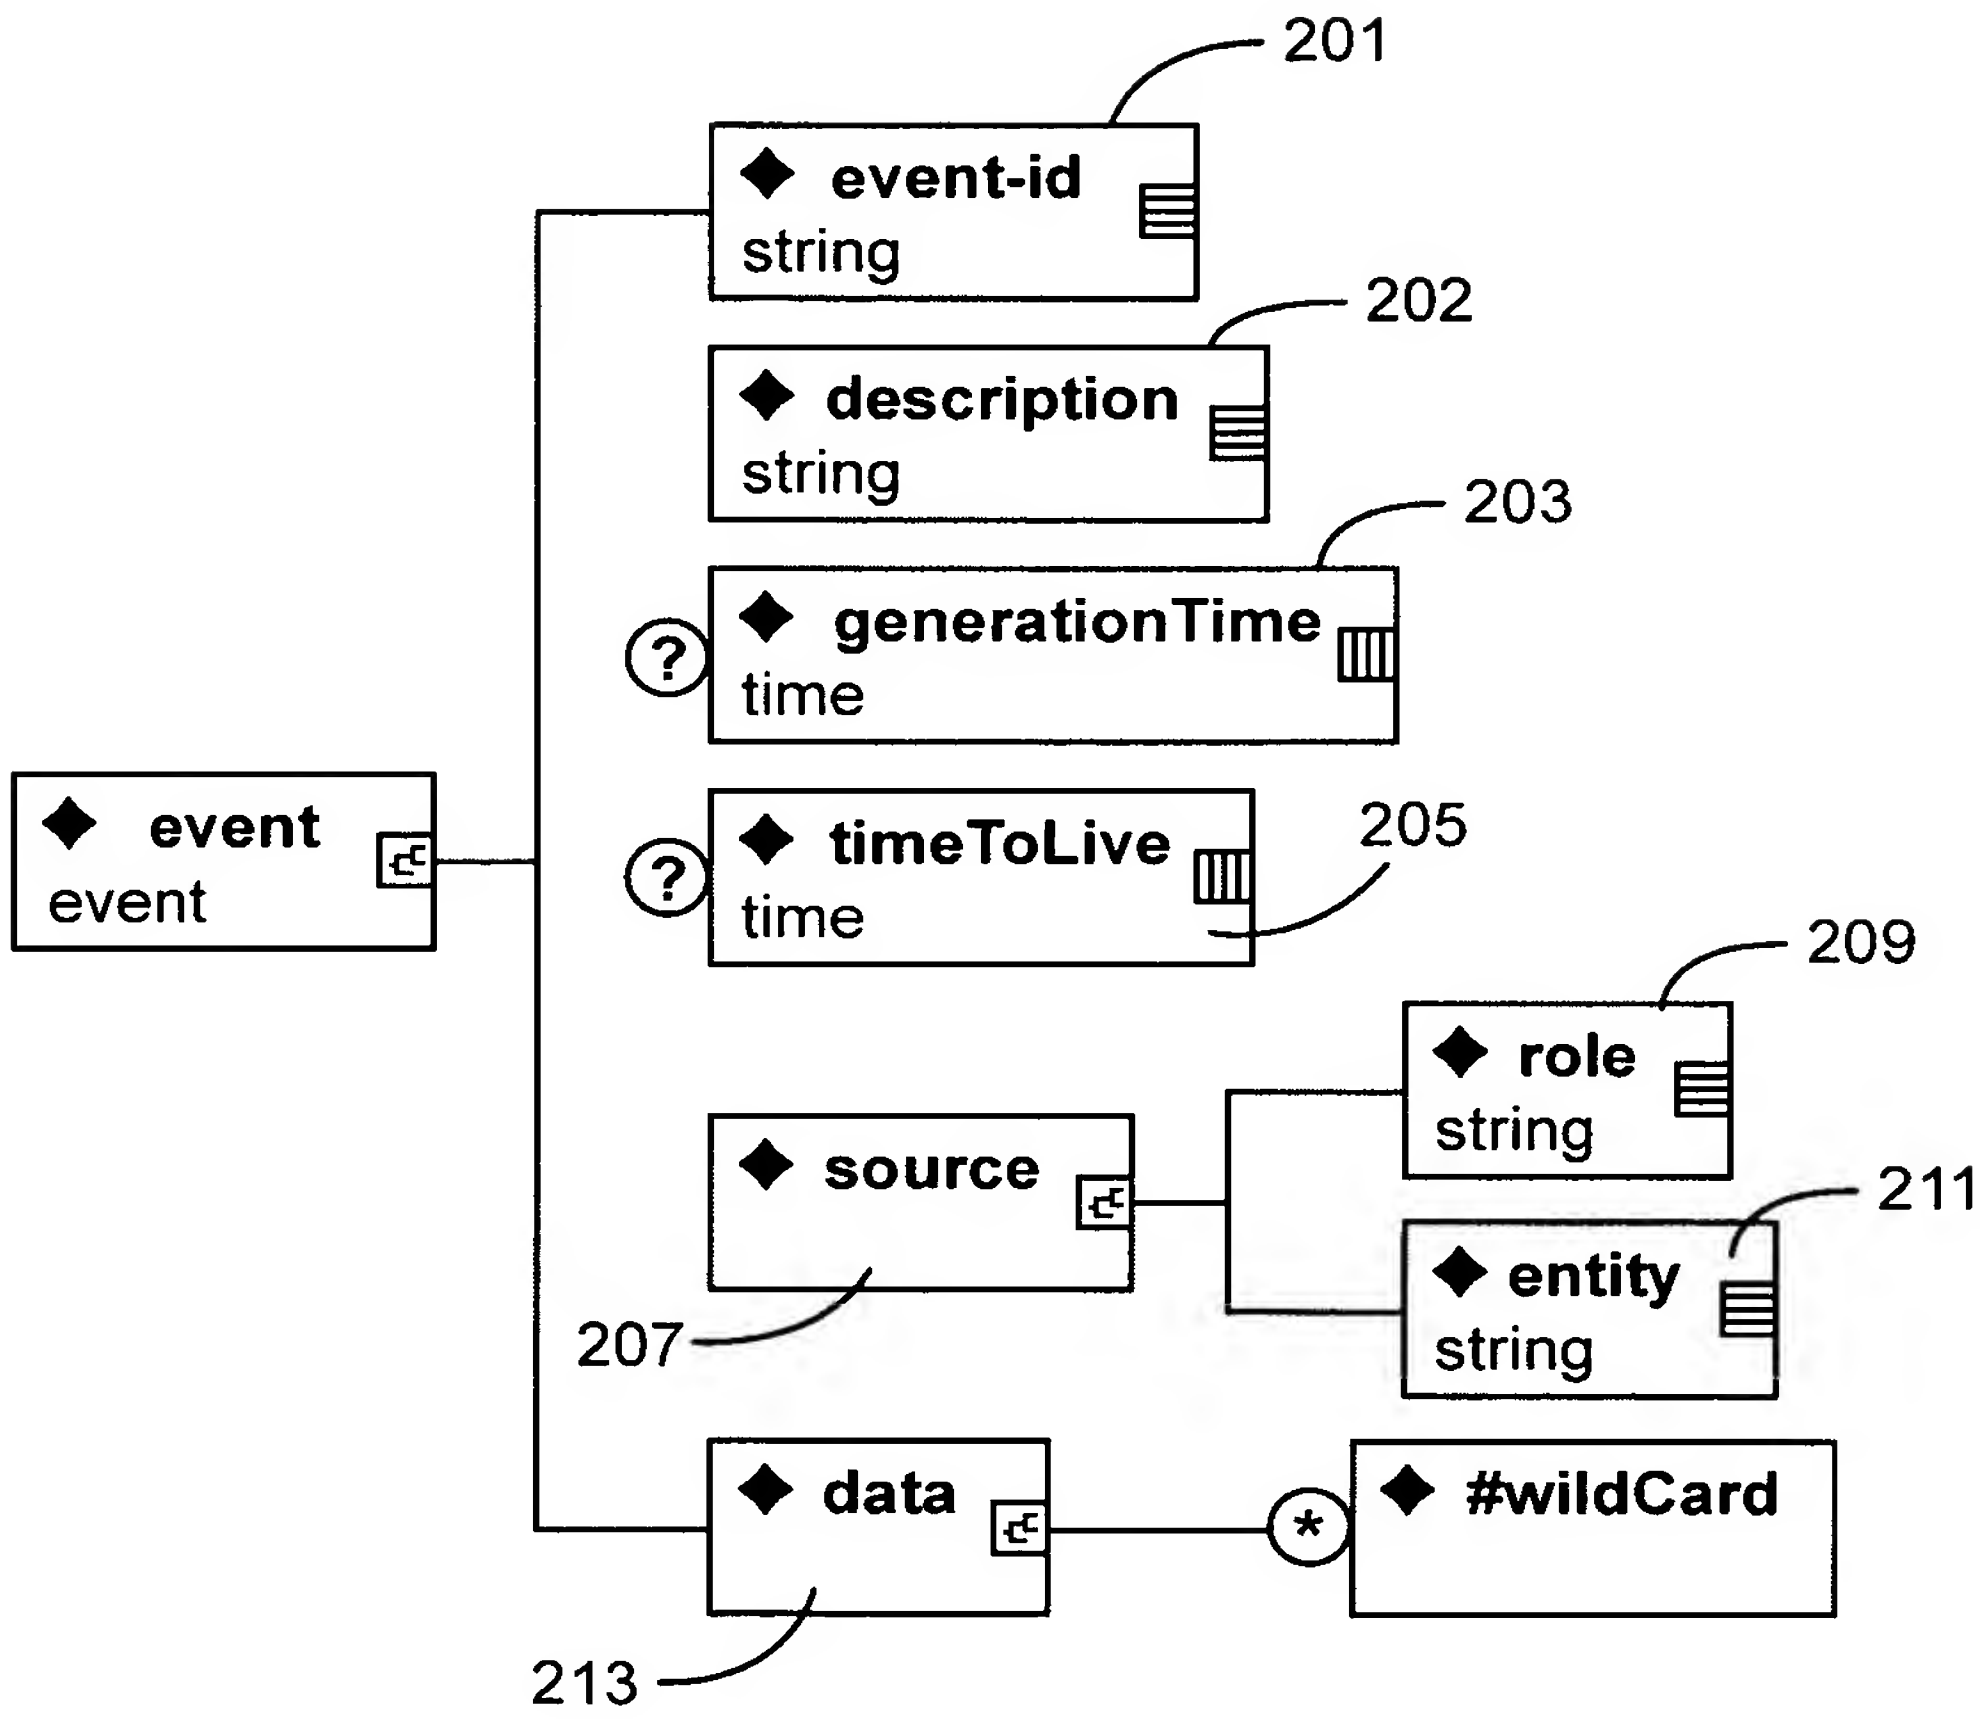 201
event-id
string
202
description
string
203
? generationTime
time
event
event
? timeToLive
time
205
209
role
string
source
207
211
entity
string
data
* #wildCard
213